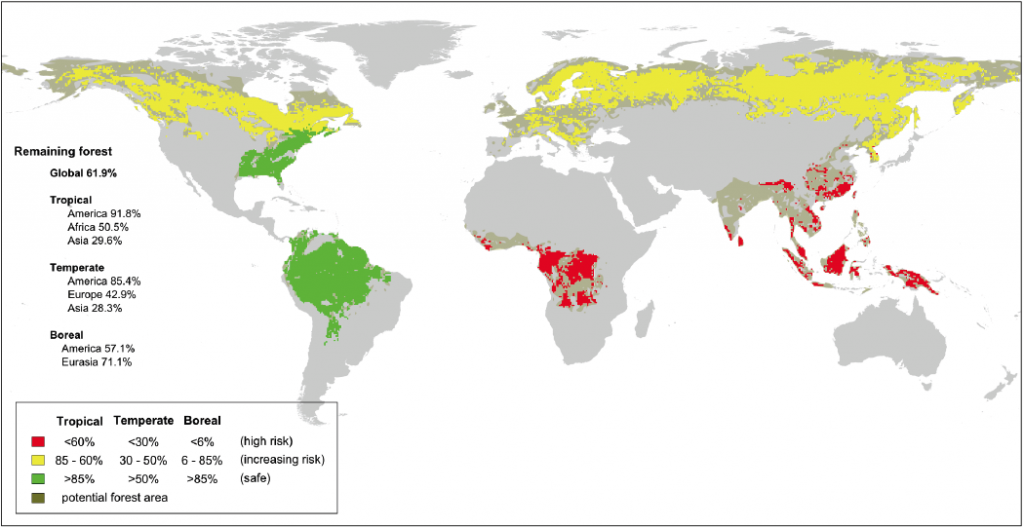 Remaining forest
Global 61.9%
Tropical
America 91.8%
Africa 50.5%
Asia 29.6%
Temperate
America 85.4%
Europe 42.9%
Asia 28.3%
Boreal
America 57.1%
Eurasia 71.1%
Tropical Temperate Boreal
<60% <30% <6% (high risk)
85 - 60% 30 - 50% 6 - 85% (increasing risk)
>85% >50% >85% (safe)
potential forest area